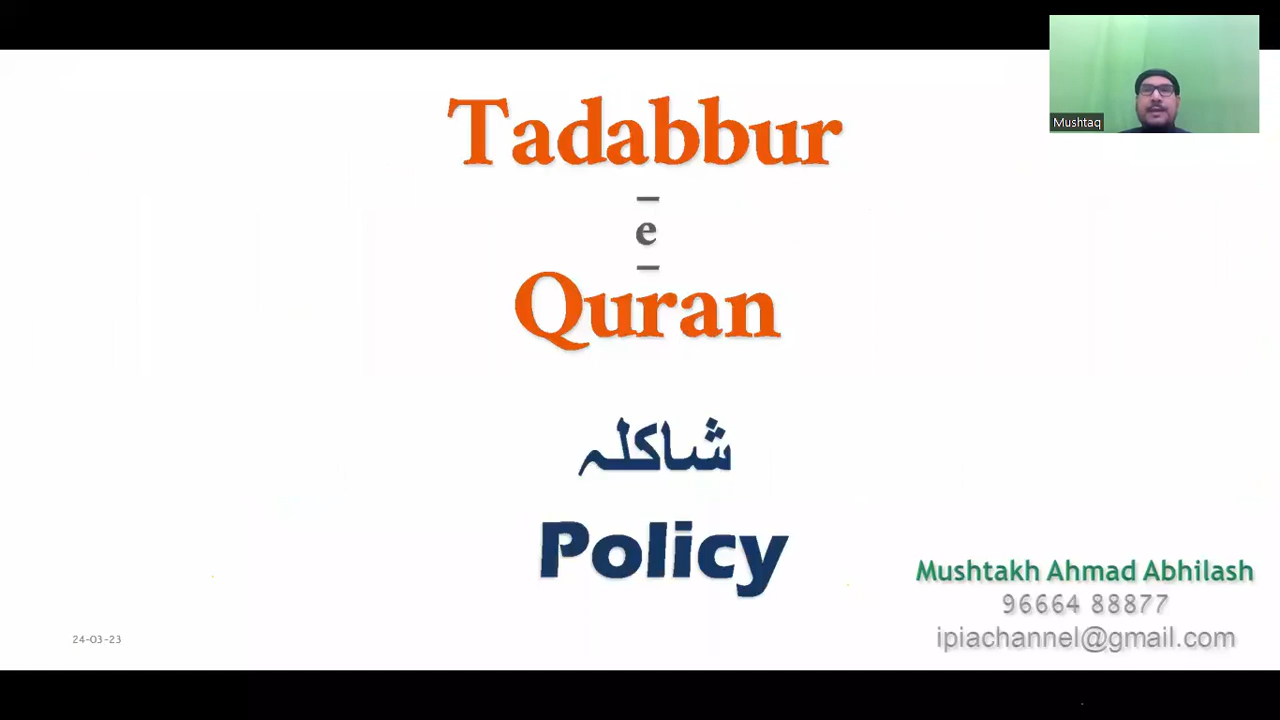 Mushtaq
Tadabbur
–
e
–
Quran
شاکلہ
Policy
Mushtakh Ahmad Abhilash
96664 88877
ipiachannel@gmail.com
24-03-23